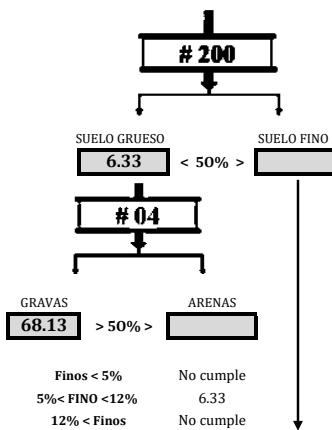 # 200
SUELO GRUESO SUELO FINO
6.33 < 50% >
# 04
GRAVAS ARENAS
68.13 > 50% >
Finos < 5% No cumple
5%< FINO <12% 6.33
12% < Finos No cumple